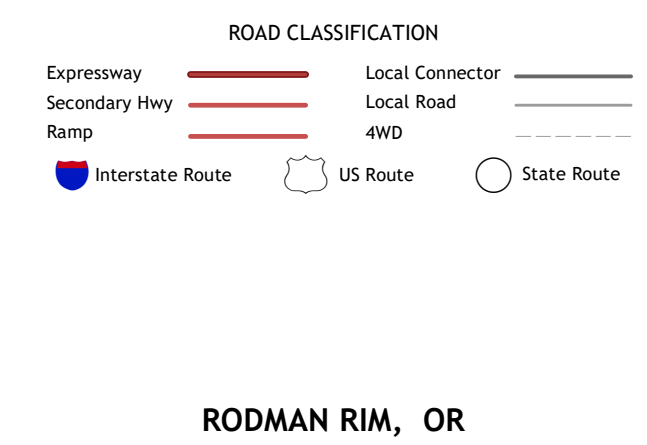 ROAD CLASSIFICATION
Expressway
Local Connector
Secondary Hwy
Local Road
Ramp
4WD
Interstate Route
US Route
State Route
RODMAN RIM, OR